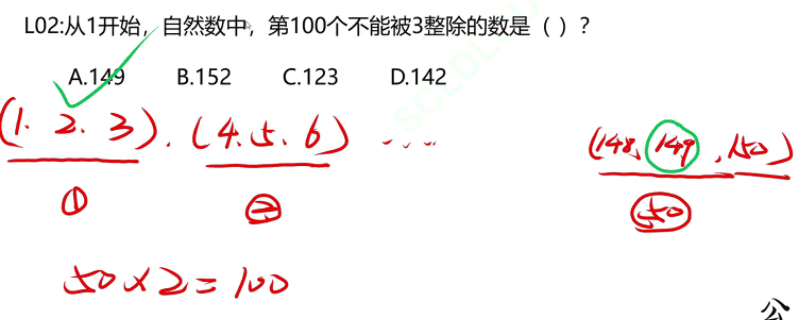 L02:从1开始，自然数中，第100个不能被3整除的数是（ ）？
A.149 B.152 C.123 D.142
(1. 2. 3). (4.5. 6) ..... (148, 149, 150)
① ② 50
50×2=100
公